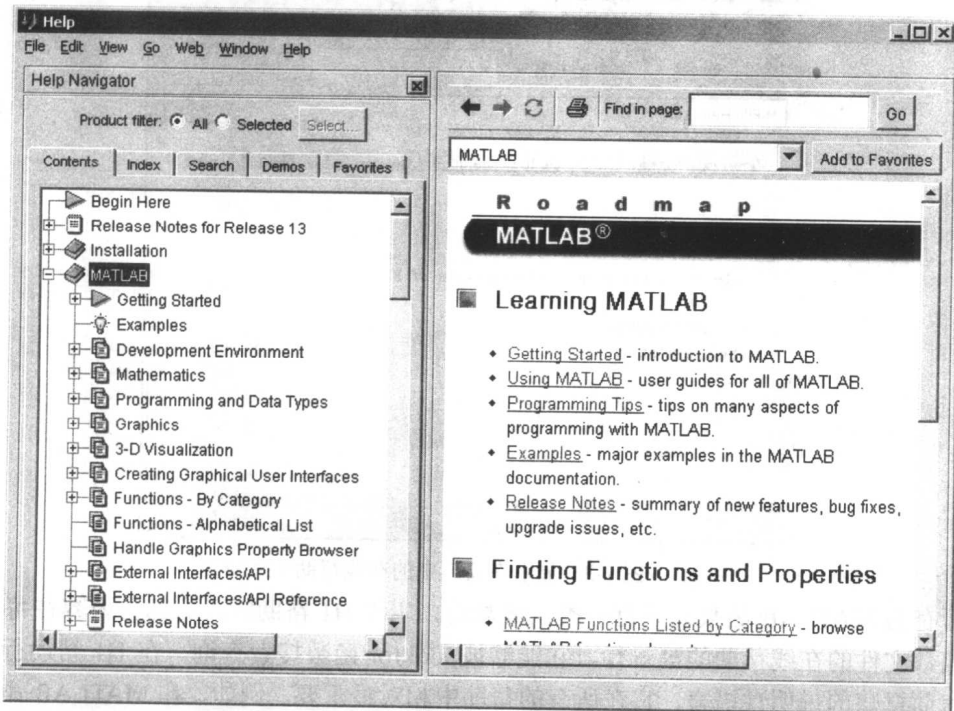 Help
File Edit View Go Web Window Help
Help Navigator
Product filter: All Selected Select...
Contents Index Search Demos Favorites
Begin Here
Release Notes for Release 13
Installation
MATLAB
Getting Started
Examples
Development Environment
Mathematics
Programming and Data Types
Graphics
3-D Visualization
Creating Graphical User Interfaces
Functions - By Category
Functions - Alphabetical List
Handle Graphics Property Browser
External Interfaces/API
External Interfaces/API Reference
Release Notes
Find in page: Go
MATLAB Add to Favorites
Roadmap
MATLAB®
Learning MATLAB
Getting Started - introduction to MATLAB.
Using MATLAB - user guides for all of MATLAB.
Programming Tips - tips on many aspects of
programming with MATLAB.
Examples - major examples in the MATLAB
documentation.
Release Notes - summary of new features, bug fixes,
upgrade issues, etc.
Finding Functions and Properties
MATLAB Functions Listed by Category - browse